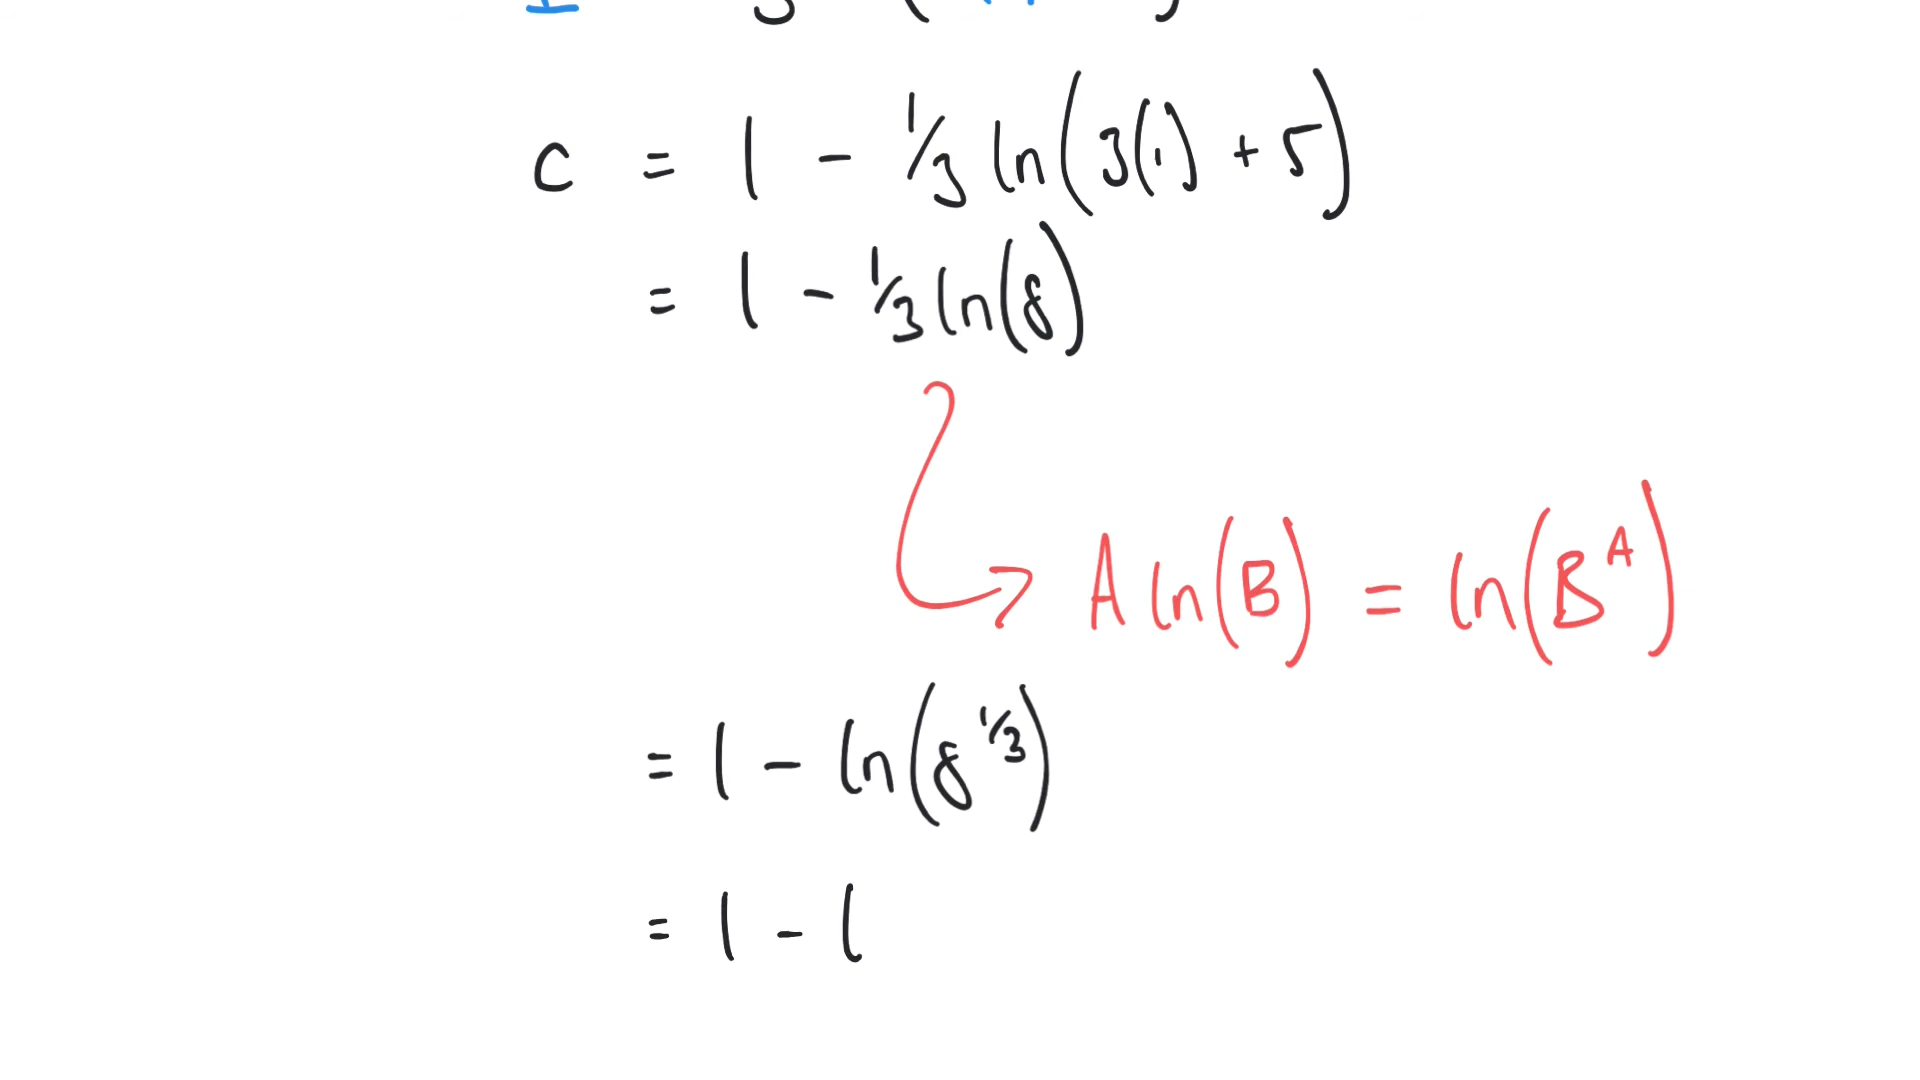 c = 1 - 1/3 ln(3(1) + 5)
= 1 - 1/3 ln(8)
A ln(B) = ln(B^A)
= 1 - ln(8^1/3)
= 1 - l